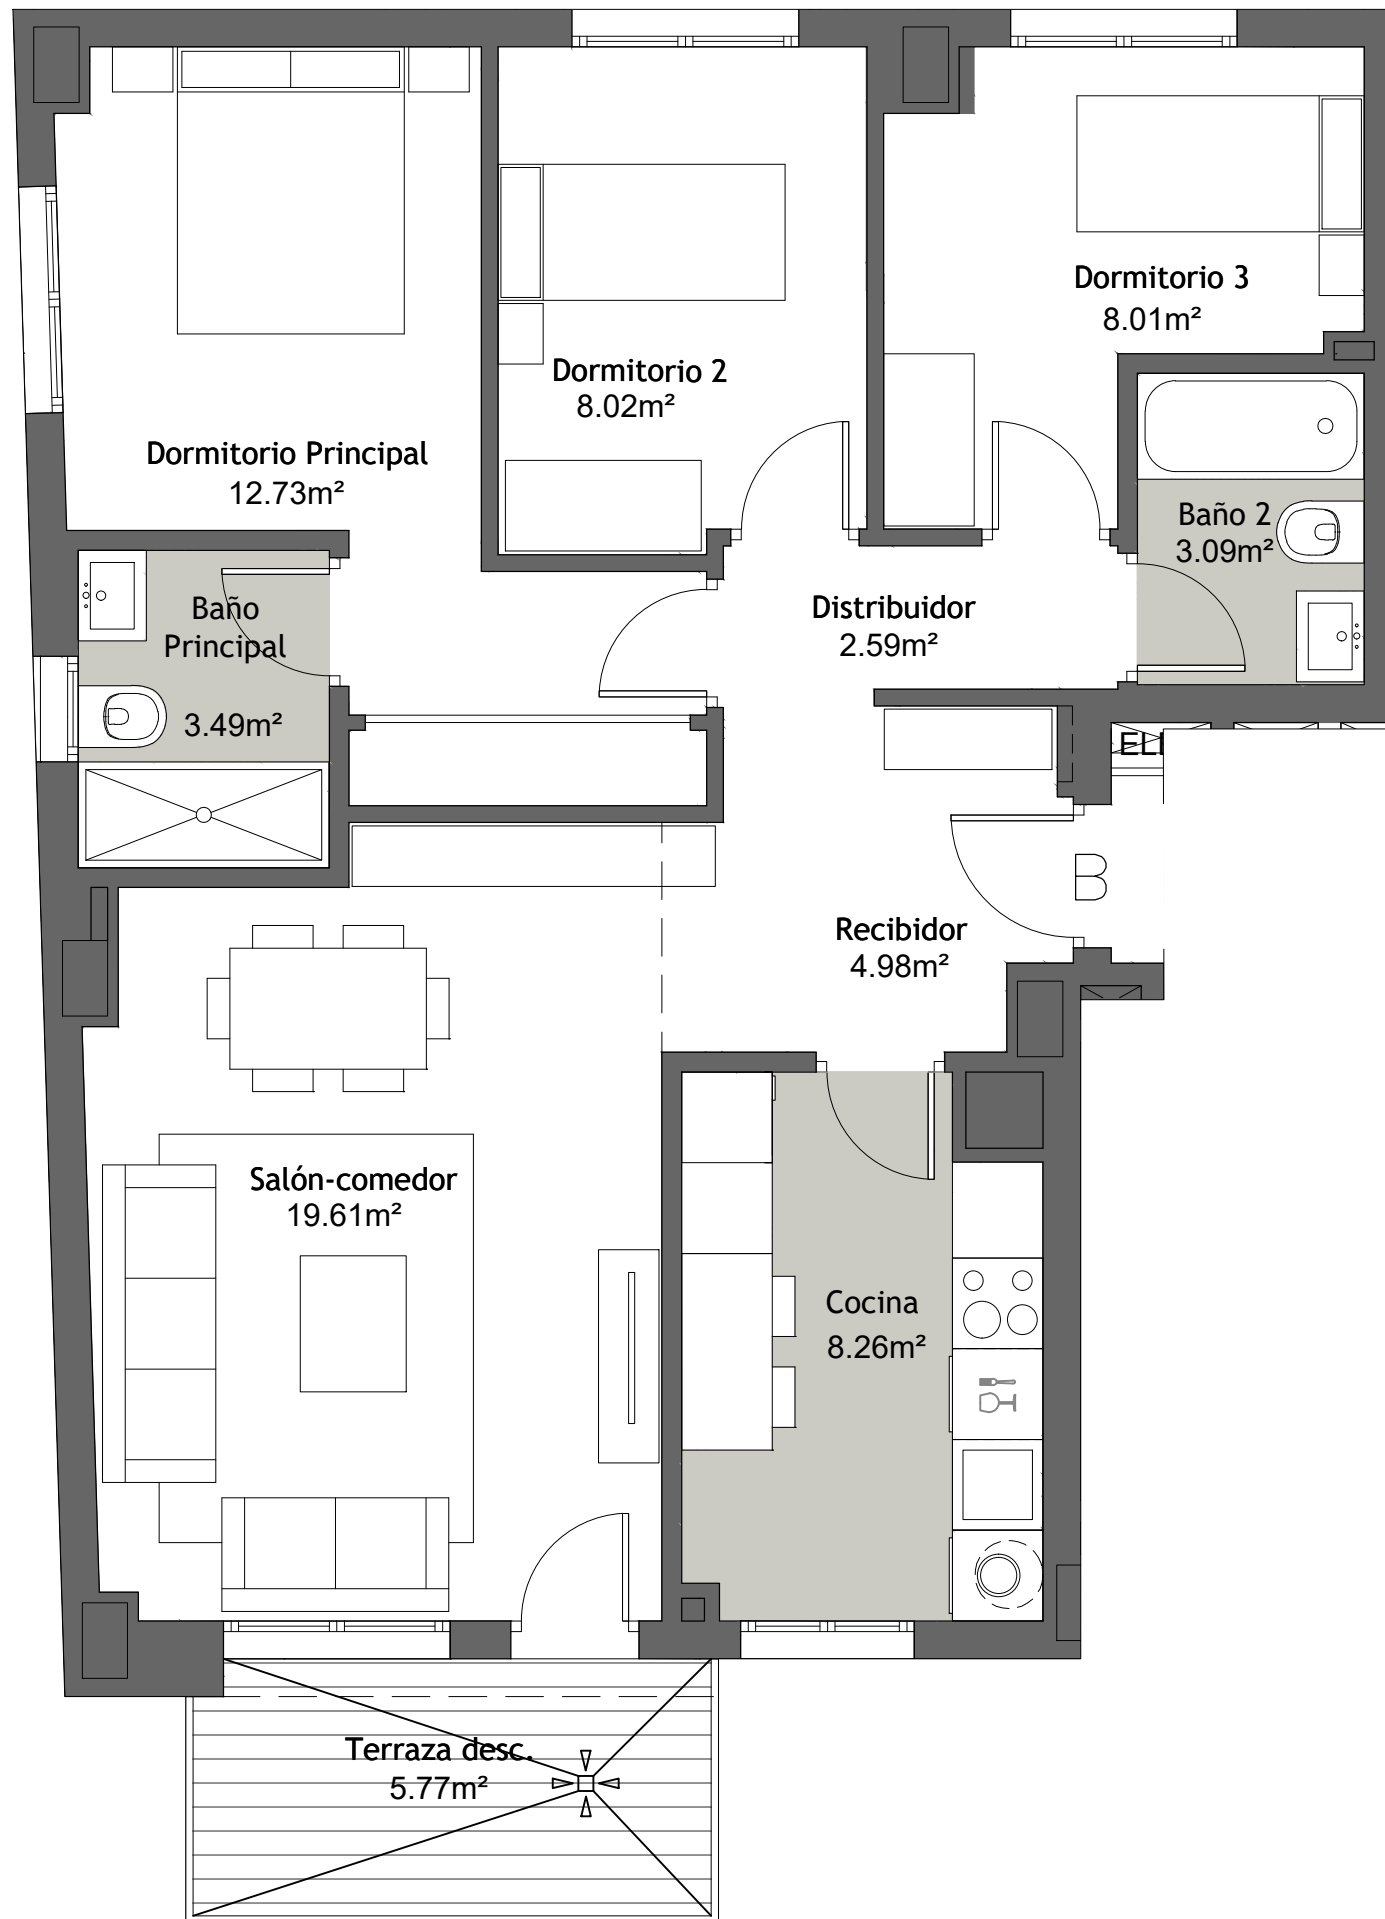 Dormitorio 3
8.01m²
Dormitorio 2
8.02m²
Dormitorio Principal
12.73m²
Baño 2
3.09m²
Baño
Principal
3.49m²
Distribuidor
2.59m²
B
Recibidor
4.98m²
Salón-comedor
19.61m²
Cocina
8.26m²
Terraza desc.
5.77m²